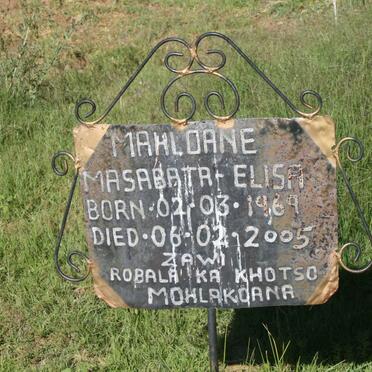 MAHLOANE
MASABATA-ELISA
BORN·02·03·1969
DIED·06·02·2005
ZAWI
ROBALA KA KHOTSO
MOHLAKOANA